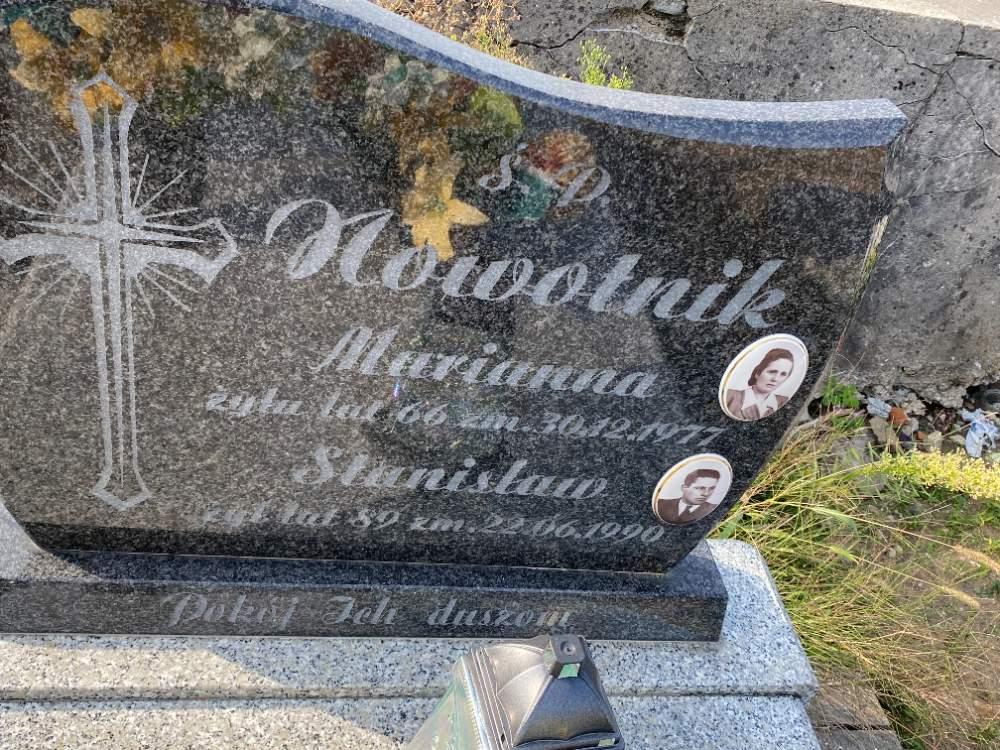 Ś.P.
Nowotnik
Marianna
żyła lat 66 zm. 30.12.1977
Stanisław
żył lat 89 zm. 22.06.1990
Pokój Ich duszom